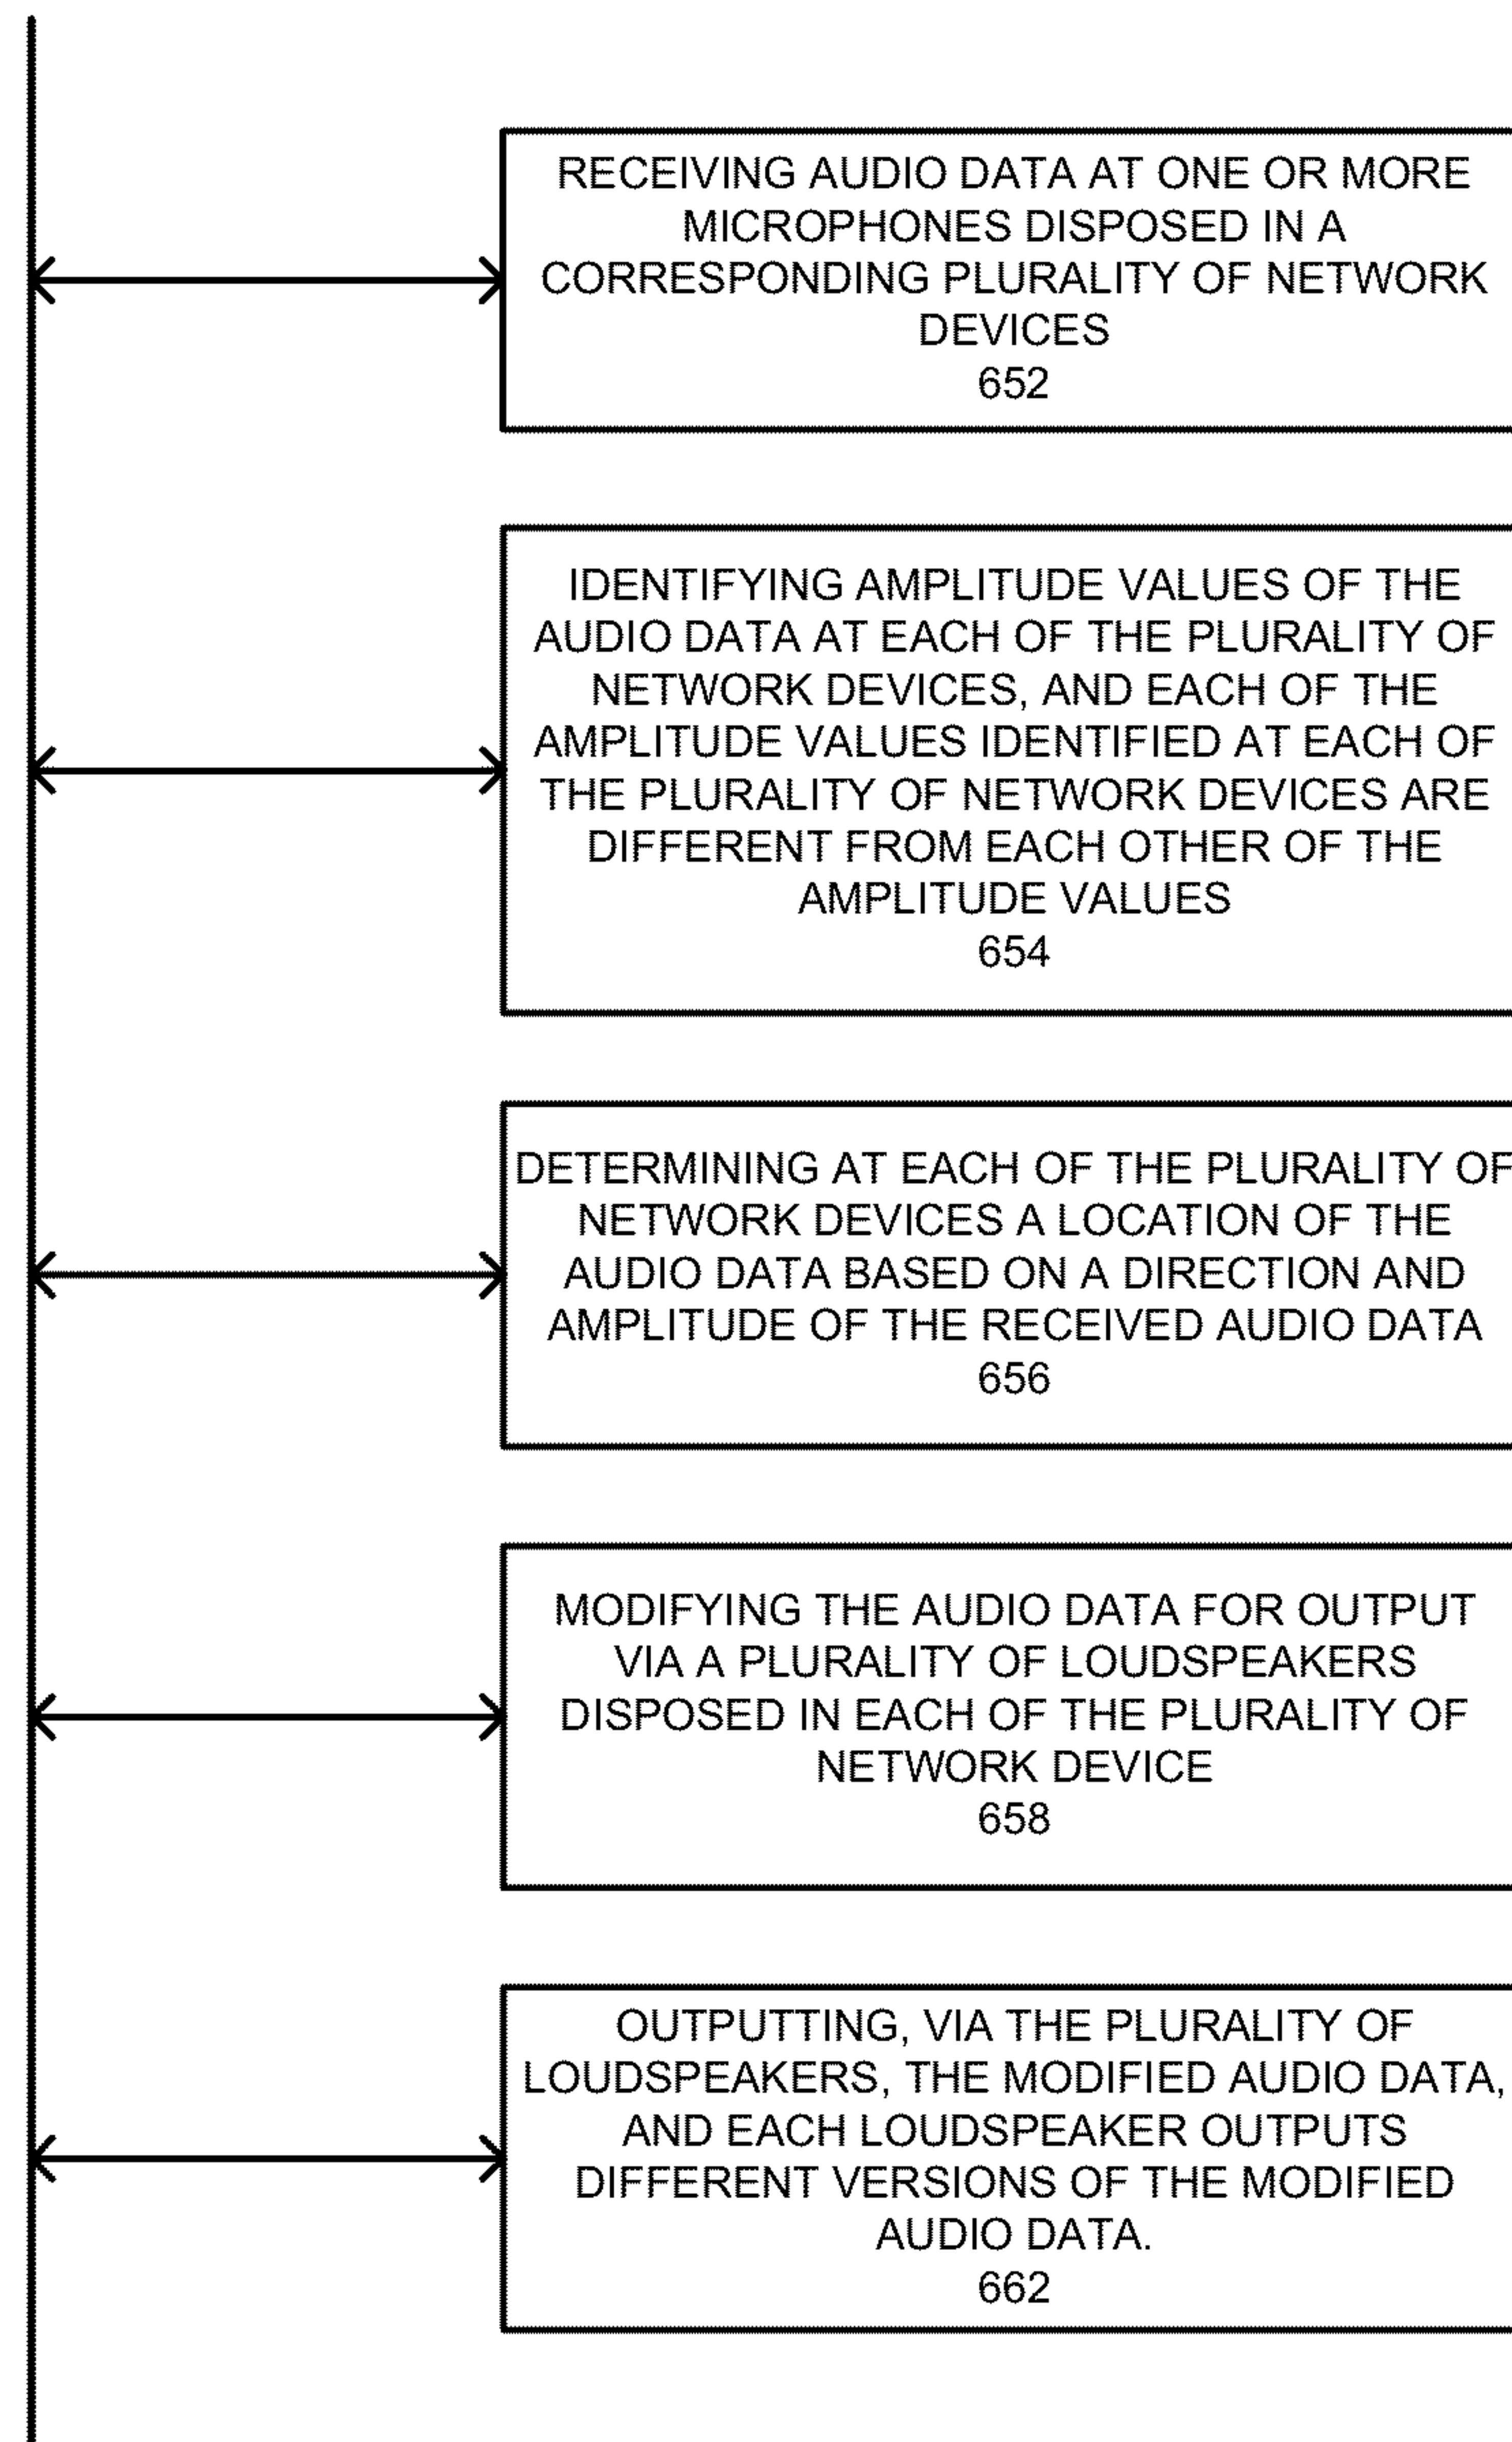 RECEIVING AUDIO DATA AT ONE OR MORE
MICROPHONES DISPOSED IN A
CORRESPONDING PLURALITY OF NETWORK
DEVICES
652
IDENTIFYING AMPLITUDE VALUES OF THE
AUDIO DATA AT EACH OF THE PLURALITY OF
NETWORK DEVICES, AND EACH OF THE
AMPLITUDE VALUES IDENTIFIED AT EACH OF
THE PLURALITY OF NETWORK DEVICES ARE
DIFFERENT FROM EACH OTHER OF THE
AMPLITUDE VALUES
654
DETERMINING AT EACH OF THE PLURALITY OF
NETWORK DEVICES A LOCATION OF THE
AUDIO DATA BASED ON A DIRECTION AND
AMPLITUDE OF THE RECEIVED AUDIO DATA
656
MODIFYING THE AUDIO DATA FOR OUTPUT
VIA A PLURALITY OF LOUDSPEAKERS
DISPOSED IN EACH OF THE PLURALITY OF
NETWORK DEVICE
658
OUTPUTTING, VIA THE PLURALITY OF
LOUDSPEAKERS, THE MODIFIED AUDIO DATA,
AND EACH LOUDSPEAKER OUTPUTS
DIFFERENT VERSIONS OF THE MODIFIED
AUDIO DATA.
662